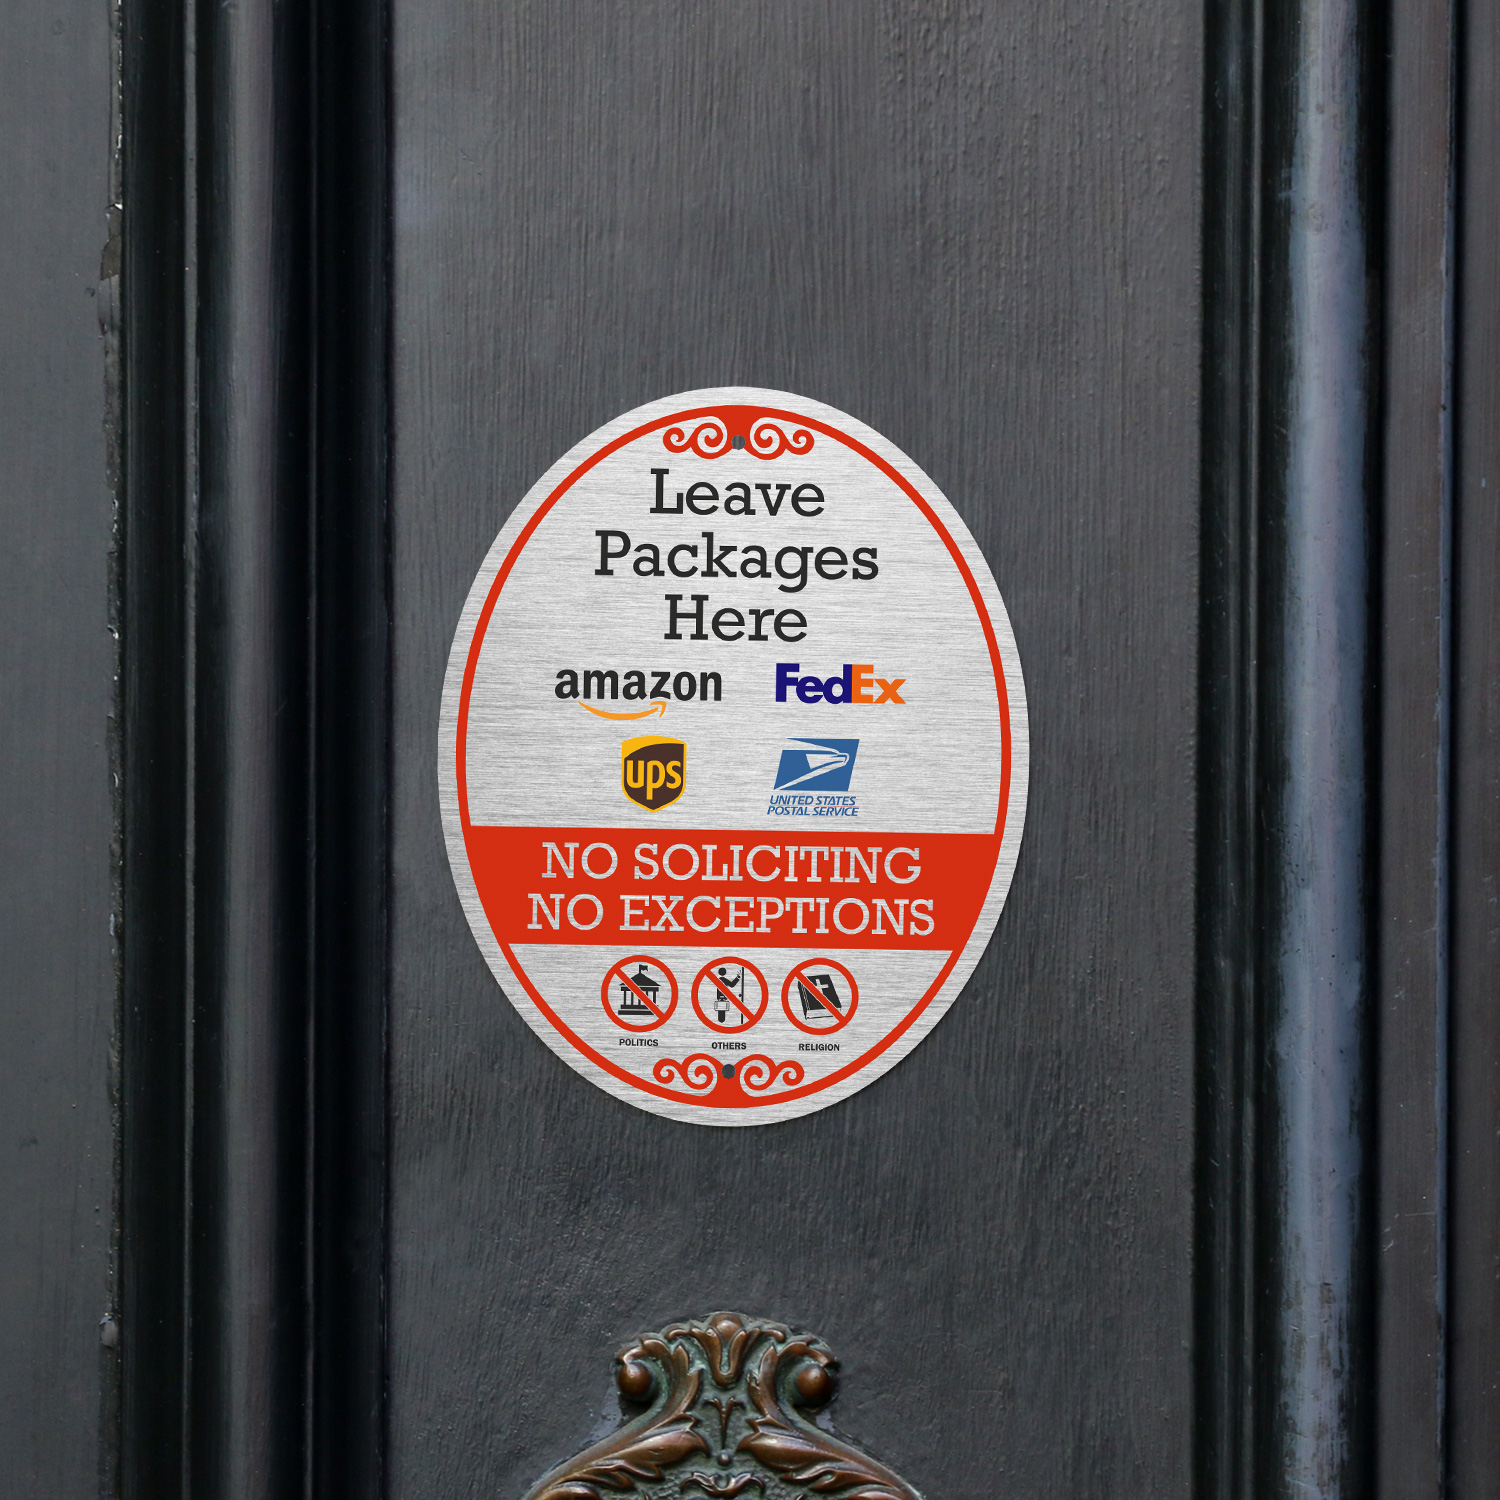 Leave
Packages
Here
amazon FedEx
ups UNITED STATES
POSTAL SERVICE
NO SOLICITING
NO EXCEPTIONS
POLITICS OTHERS RELIGION